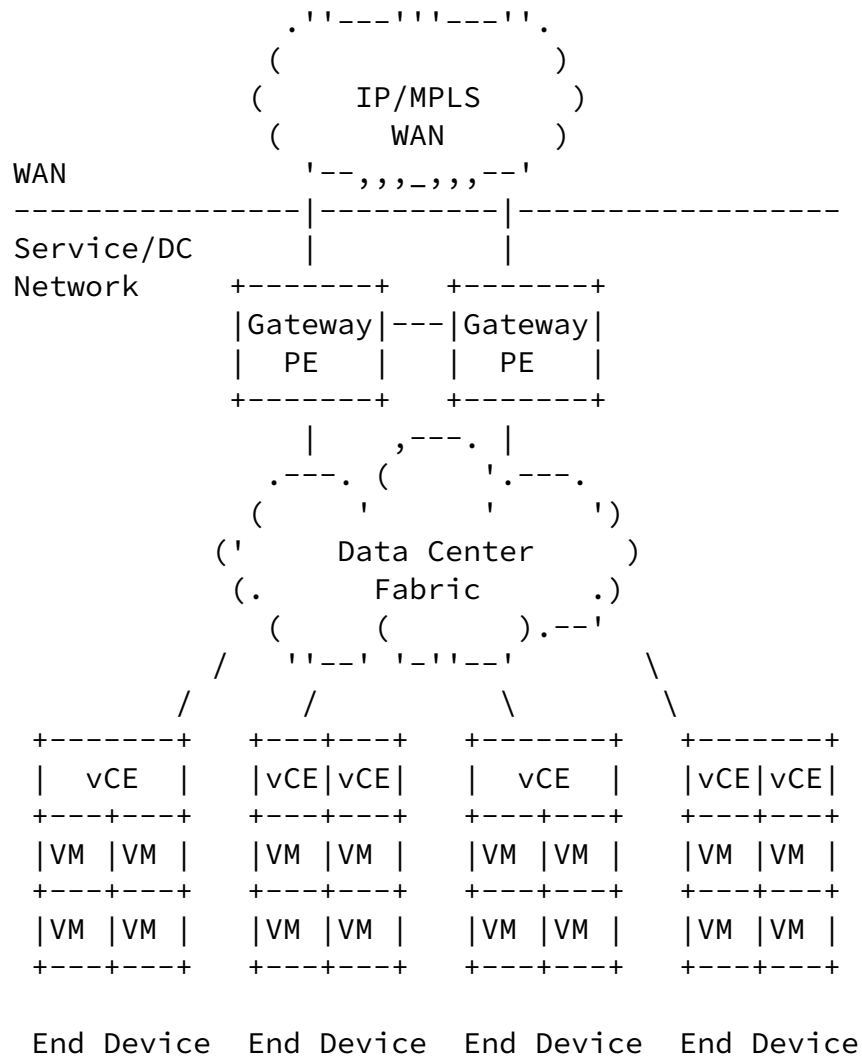 IP/MPLS
WAN
WAN
Service/DC
Network
Gateway Gateway
PE PE
Data Center
Fabric
vCE vCE vCE vCE vCE vCE
VM VM VM VM VM VM VM VM
VM VM VM VM VM VM VM VM
End Device End Device End Device End Device